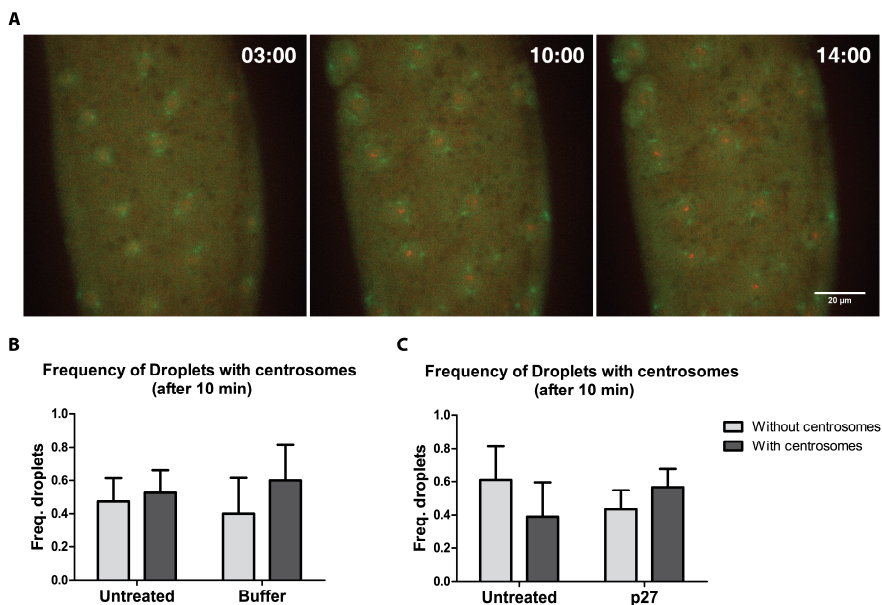 A
03:00
10:00
14:00
20 µm
B
Frequency of Droplets with centrosomes
(after 10 min)
Freq. droplets
1.0
0.8
0.6
0.4
0.2
0.0
Untreated
Buffer
C
Frequency of Droplets with centrosomes
(after 10 min)
Freq. droplets
1.0
0.8
0.6
0.4
0.2
0.0
Untreated
p27
Without centrosomes
With centrosomes